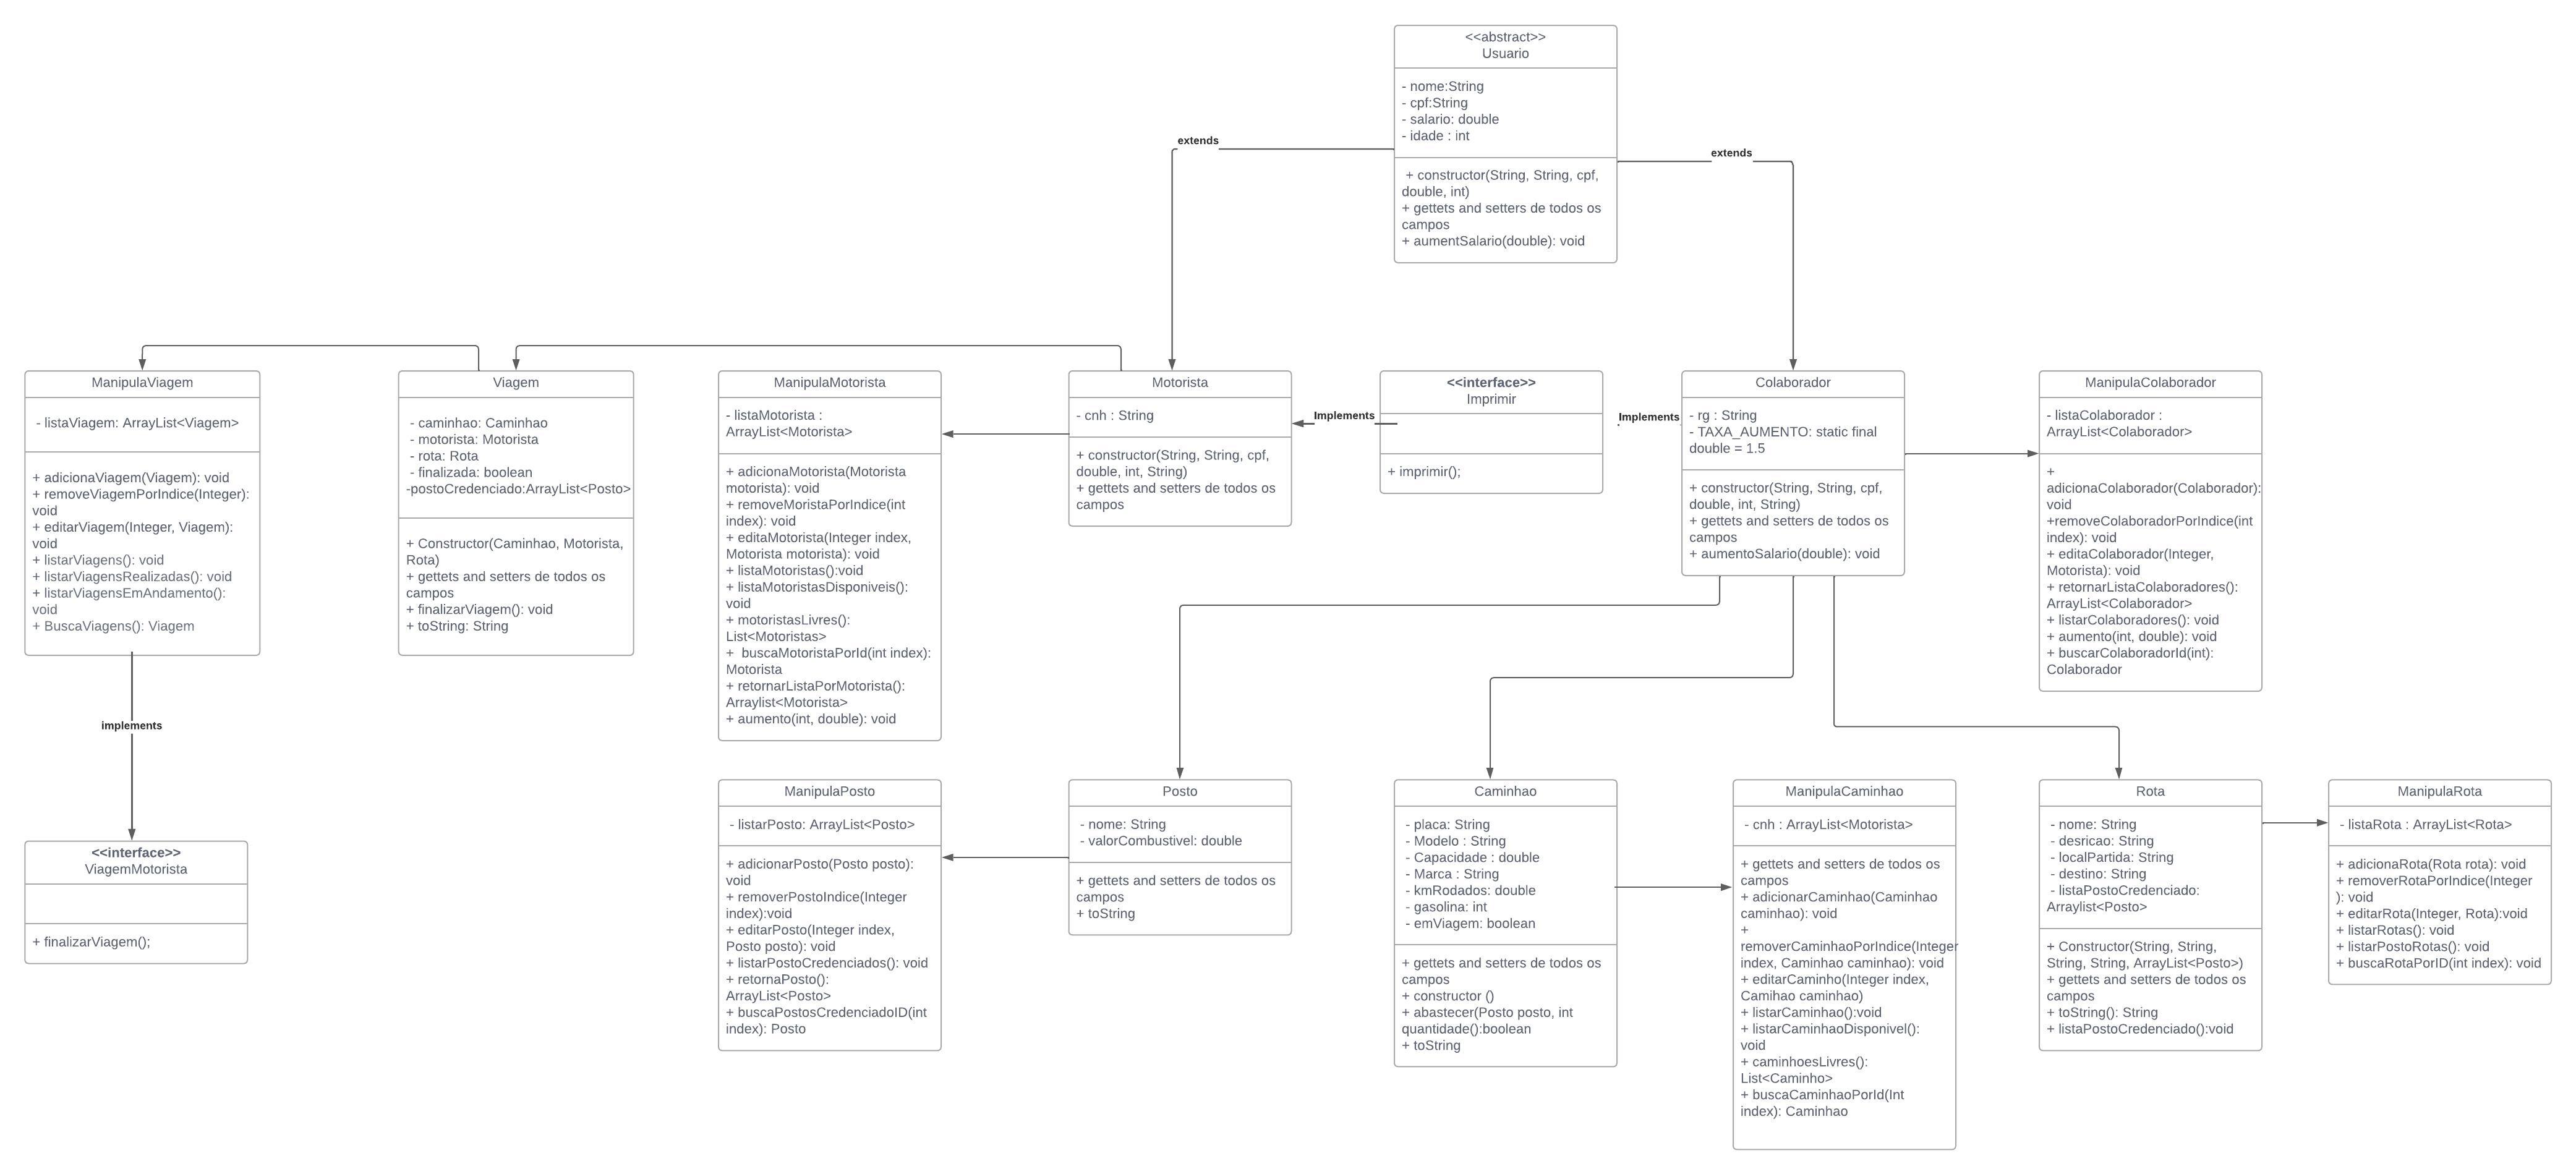 <<abstract>>
Usuario
- nome:String
- cpf:String
- salario: double
- idade : int
+ constructor(String, String, cpf,
double, int)
+ gettets and setters de todos os
campos
+ aumentSalario(double): void
extends
extends
ManipulaViagem
- listaViagem: ArrayList<Viagem>
+ adicionaViagem(Viagem): void
+ removeViagemPorIndice(Integer):
void
+ editarViagem(Integer, Viagem):
void
+ listarViagens(): void
+ listarViagensRealizadas(): void
+ listarViagensEmAndamento():
void
+ BuscaViagens(): Viagem
Viagem
- caminhao: Caminhao
- motorista: Motorista
- rota: Rota
- finalizada: boolean
-postoCredenciado:ArrayList<Posto>
+ Constructor(Caminhao, Motorista,
Rota)
+ gettets and setters de todos os
campos
+ finalizarViagem(): void
+ toString: String
ManipulaMotorista
- listaMotorista :
ArrayList<Motorista>
+ adicionaMotorista(Motorista
motorista): void
+ removeMoristaPorIndice(int
index): void
+ editaMotorista(Integer index,
Motorista motorista): void
+ listaMotoristas():void
+ listaMotoristasDisponiveis():
void
+ motoristasLivres():
List<Motoristas>
+  buscaMotoristaPorId(int index):
Motorista
+ retornarListaPorMotorista():
Arraylist<Motorista>
+ aumento(int, double): void
Motorista
- cnh : String
+ constructor(String, String, cpf,
double, int, String)
+ gettets and setters de todos os
campos
Implements
<<interface>>
Imprimir
+ imprimir();
Implements
Colaborador
- rg : String
- TAXA_AUMENTO: static final
double = 1.5
+ constructor(String, String, cpf,
double, int, String)
+ gettets and setters de todos os
campos
+ aumentoSalario(double): void
ManipulaColaborador
- listaColaborador :
ArrayList<Colaborador>
+
adicionaColaborador(Colaborador):
void
+removeColaboradorPorIndice(int
index): void
+ editaColaborador(Integer,
Motorista): void
+ retornarListaColaboradores():
ArrayList<Colaborador>
+ listarColaboradores(): void
+ aumento(int, double): void
+ buscarColaboradorId(int):
Colaborador
implements
<<interface>>
ViagemMotorista
+ finalizarViagem();
ManipulaPosto
- listarPosto: ArrayList<Posto>
+ adicionarPosto(Posto posto):
void
+ removerPostoIndice(Integer
index):void
+ editarPosto(Integer index,
Posto posto): void
+ listarPostoCredenciados(): void
+ retornaPosto():
ArrayList<Posto>
+ buscaPostosCredenciadoID(int
index): Posto
Posto
- nome: String
- valorCombustivel: double
+ gettets and setters de todos os
campos
+ toString
Caminhao
- placa: String
- Modelo : String
- Capacidade : double
- Marca : String
- kmRodados: double
- gasolina: int
- emViagem: boolean
+ gettets and setters de todos os
campos
+ constructor ()
+ abastecer(Posto posto, int
quantidade():boolean
+ toString
ManipulaCaminhao
- cnh : ArrayList<Motorista>
+ gettets and setters de todos os
campos
+ adicionarCaminhao(Caminhao
caminhao): void
+
removerCaminhaoPorIndice(Integer
index, Caminhao caminhao): void
+ editarCaminho(Integer index,
Camihao caminhao)
+ listarCaminhao():void
+ listarCaminhaoDisponivel():
void
+ caminhoesLivres():
List<Caminho>
+ buscaCaminhaoPorId(Int
index): Caminhao
Rota
- nome: String
- desricao: String
- localPartida: String
- destino: String
- listaPostoCredenciado:
Arraylist<Posto>
+ Constructor(String, String,
String, String, ArrayList<Posto>)
+ gettets and setters de todos os
campos
+ toString(): String
+ listaPostoCredenciado():void
ManipulaRota
- listaRota : ArrayList<Rota>
+ adicionaRota(Rota rota): void
+ removerRotaPorIndice(Integer
): void
+ editarRota(Integer, Rota):void
+ listarRotas(): void
+ listarPostoRotas(): void
+ buscaRotaPorID(int index): void